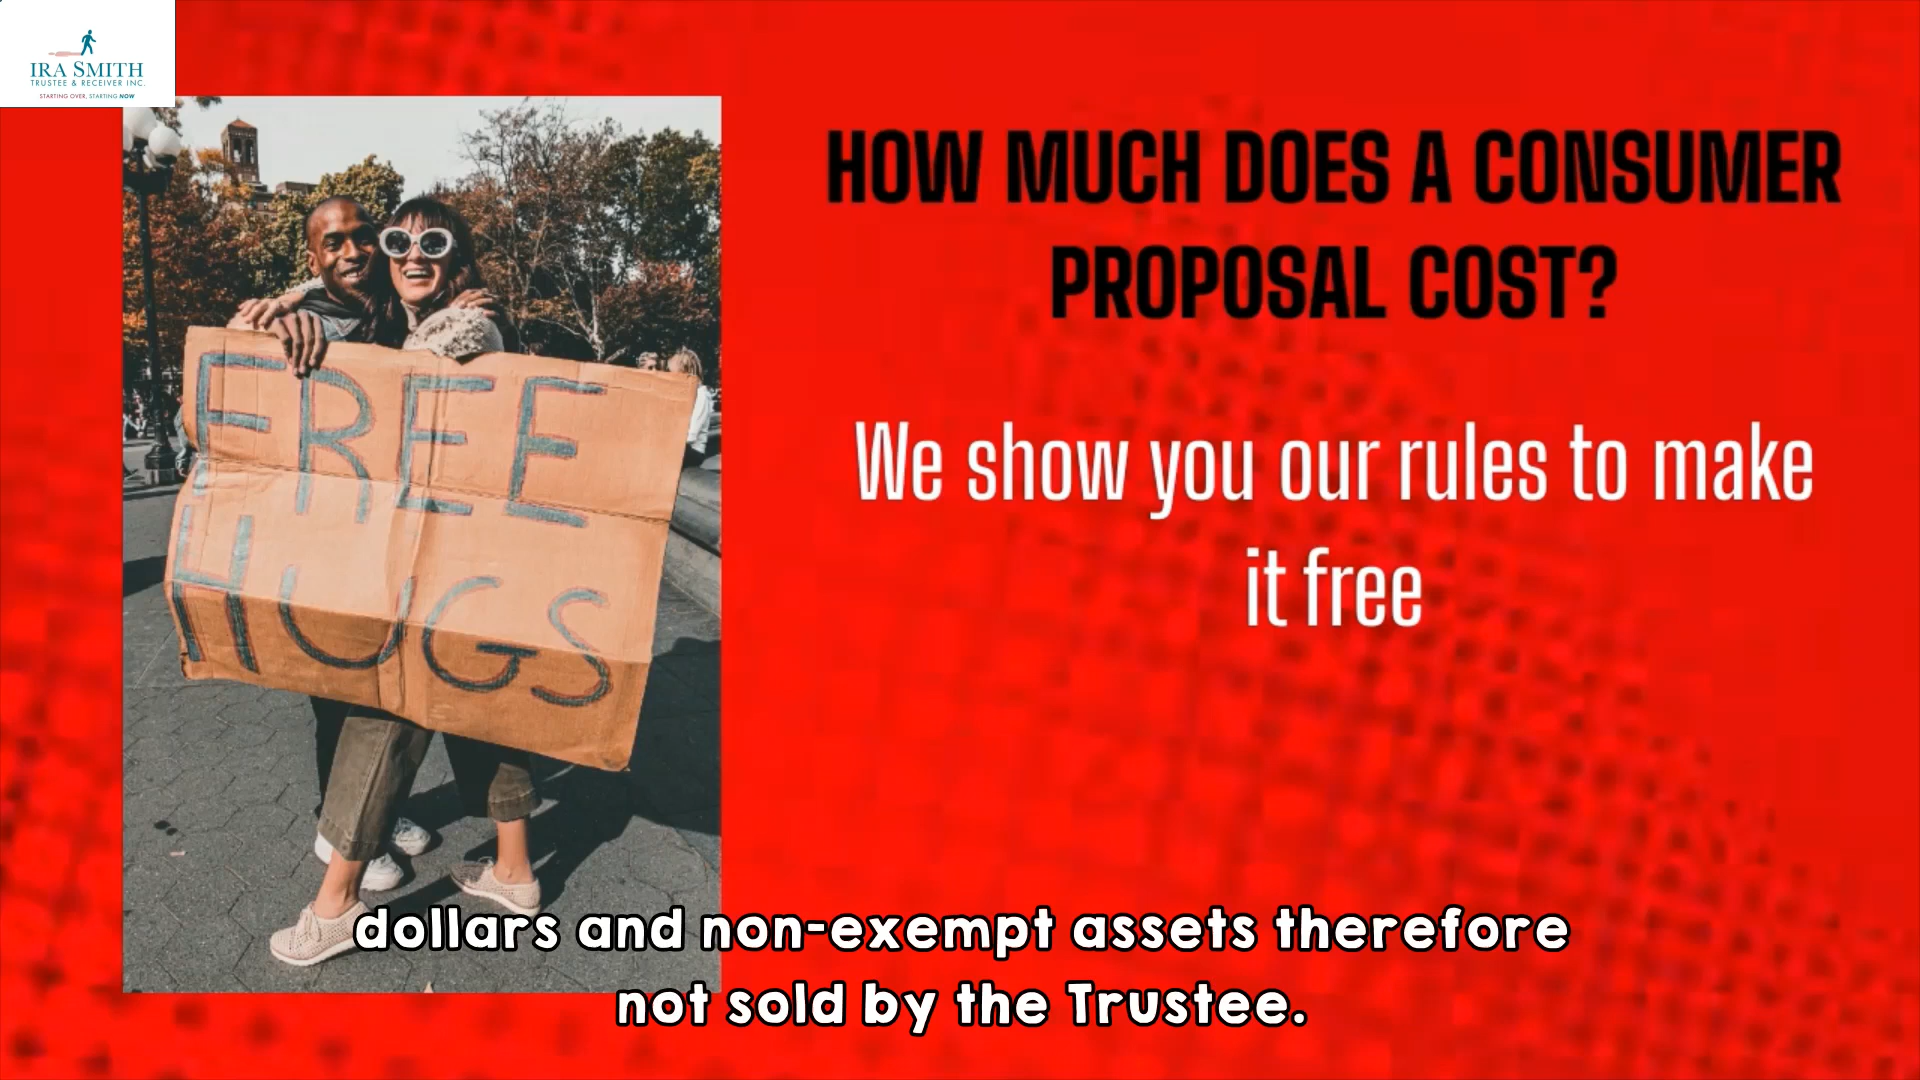 IRA SMITH
TRUSTEE & RECEIVER INC.
STARTING OVER, STARTING NOW
HOW MUCH DOES A CONSUMER
PROPOSAL COST?
We show you our rules to make
it free
FREE
HUGS
dollars and non-exempt assets therefore
not sold by the Trustee.